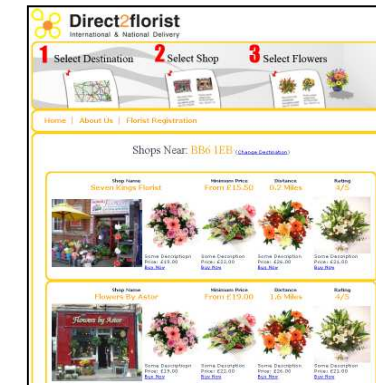 Direct2florist
International & National Delivery
1 Select Destination 2 Select Shop 3 Select Flowers
Home | About Us | Florist Registration
Shops Near: BB6 1EB (Change Destination)
Shop Name Minimum Price Distance Rating
Seven Kings Florist From £15.50 0.2 Miles 4/5
Some Description Some Description Some Description Some Description
Buy Now Buy Now Buy Now Buy Now
Shop Name Minimum Price Distance Rating
Flowers By Astor From £19.00 1.6 Miles 4/5
Flowers by Astor
Some Description Some Description Some Description Some Description
Buy Now Buy Now Buy Now Buy Now